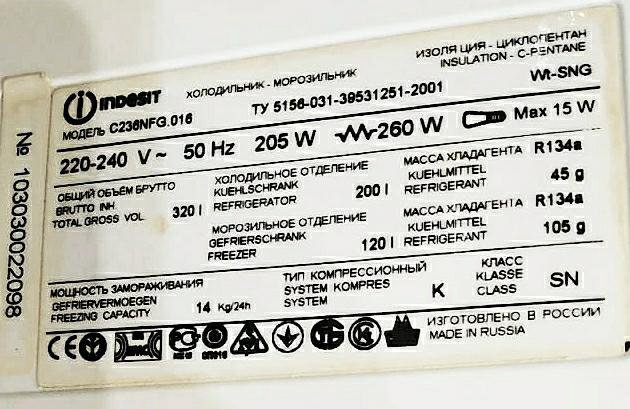 INDESIT ХОЛОДИЛЬНИК - МОРОЗИЛЬНИК ИЗОЛЯЦИЯ - ЦИКЛОПЕНТАН
INSULATION - C-PENTANE
МОДЕЛЬ C236NFG.016 ТУ 5156-031-39531251-2001 Wt-SNG
220-240 V ~ 50 Hz 205 W 260 W Max 15 W
ОБЩИЙ ОБЪЕМ БРУТТО
BRUTTO INH
TOTAL GROSS VOL 320 l
ХОЛОДИЛЬНОЕ ОТДЕЛЕНИЕ
KUEHLSCHRANK
REFRIGERATOR 200 l
МАССА ХЛАДАГЕНТА R134a
KUEHLMITTEL
REFRIGERANT 45 g
МОРОЗИЛЬНОЕ ОТДЕЛЕНИЕ
GEFRIERSCHRANK
FREEZER 120 l
МАССА ХЛАДАГЕНТА R134a
KUEHLMITTEL
REFRIGERANT 105 g
МОЩНОСТЬ ЗАМОРАЖИВАНИЯ
GEFRIERVERMOEGEN
FREEZING CAPACITY 14 Kg/24h
ТИП КОМПРЕССИОННЫЙ
SYSTEM KOMPRES
SYSTEM K
КЛАСС
KLASSE
CLASS SN
ИЗГОТОВЛЕНО В РОССИИ
MADE IN RUSSIA
№ 103030022098